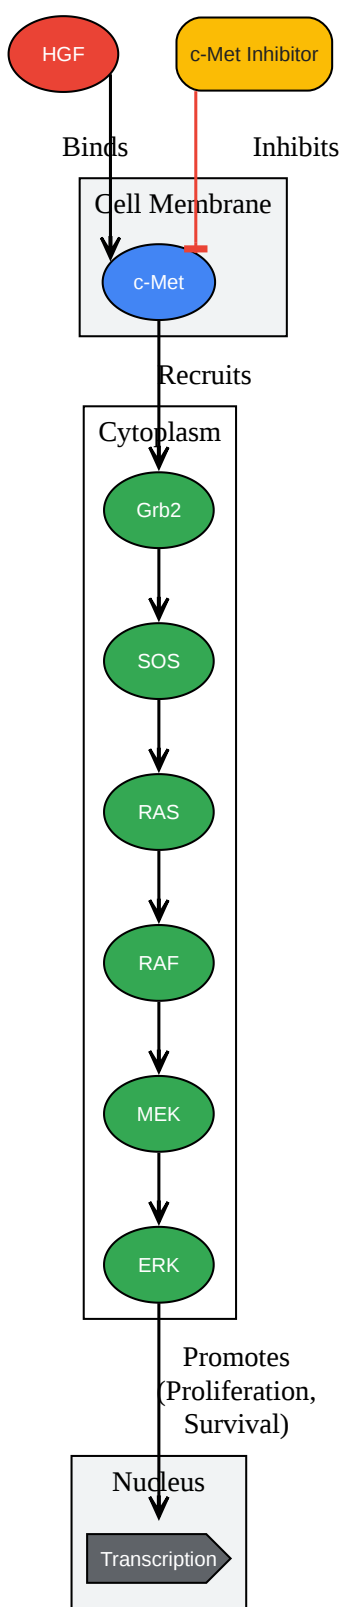 HGF
c-Met Inhibitor
Binds
Inhibits
Cell Membrane
c-Met
Recruits
Cytoplasm
Grb2
SOS
RAS
RAF
MEK
ERK
Promotes
(Proliferation,
Survival)
Nucleus
Transcription